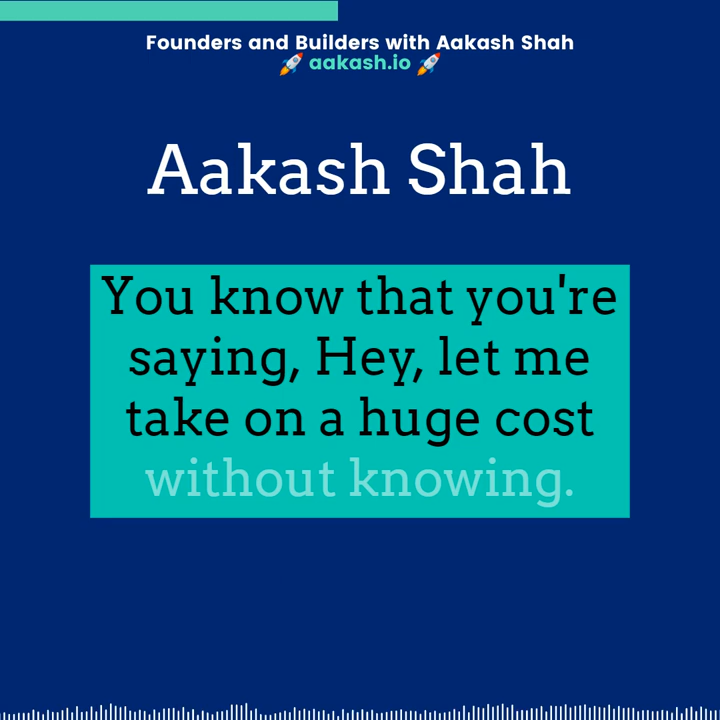 Founders and Builders with Aakash Shah
🚀 aakash.io 🚀
Aakash Shah
You know that you're
saying, Hey, let me
take on a huge cost
without knowing.